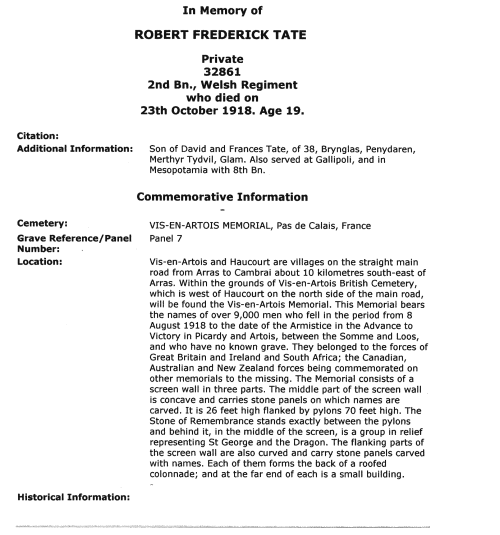 In Memory of
ROBERT FREDERICK TATE
Private
32861
2nd Bn., Welsh Regiment
who died on
23th October 1918. Age 19.
Citation:
Additional Information: Son of David and Frances Tate, of 38, Brynglas, Penydaren,
Merthyr Tydvil, Glam. Also served at Gallipoli, and in
Mesopotamia with 8th Bn.
Commemorative Information
Cemetery: VIS-EN-ARTOIS MEMORIAL, Pas de Calais, France
Grave Reference/Panel Panel 7
Number:
Location: Vis-en-Artois and Haucourt are villages on the straight main
road from Arras to Cambrai about 10 kilometres south-east of
Arras. Within the grounds of Vis-en-Artois British Cemetery,
which is west of Haucourt on the north side of the main road,
will be found the Vis-en-Artois Memorial. This Memorial bears
the names of over 9,000 men who fell in the period from 8
August 1918 to the date of the Armistice in the Advance to
Victory in Picardy and Artois, between the Somme and Loos,
and who have no known grave. They belonged to the forces of
Great Britain and Ireland and South Africa; the Canadian,
Australian and New Zealand forces being commemorated on
other memorials to the missing. The Memorial consists of a
screen wall in three parts. The middle part of the screen wall
is concave and carries stone panels on which names are
carved. It is 26 feet high flanked by pylons 70 feet high. The
Stone of Remembrance stands exactly between the pylons
and behind it, in the middle of the screen, is a group in relief
representing St George and the Dragon. The flanking parts of
the screen wall are also curved and carry stone panels carved
with names. Each of them forms the back of a roofed
colonnade; and at the far end of each is a small building.
Historical Information: